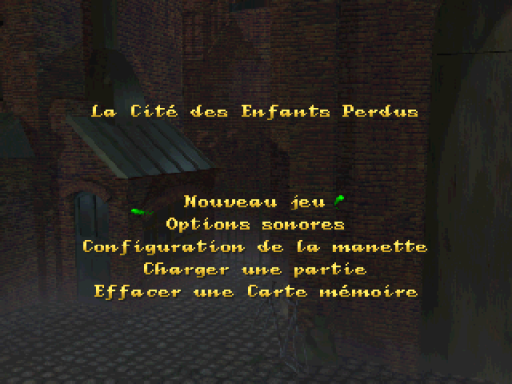 La Cité des Enfants Perdus
Nouveau jeu
Options sonores
Configuration de la manette
Charger une partie
Effacer une Carte mémoire